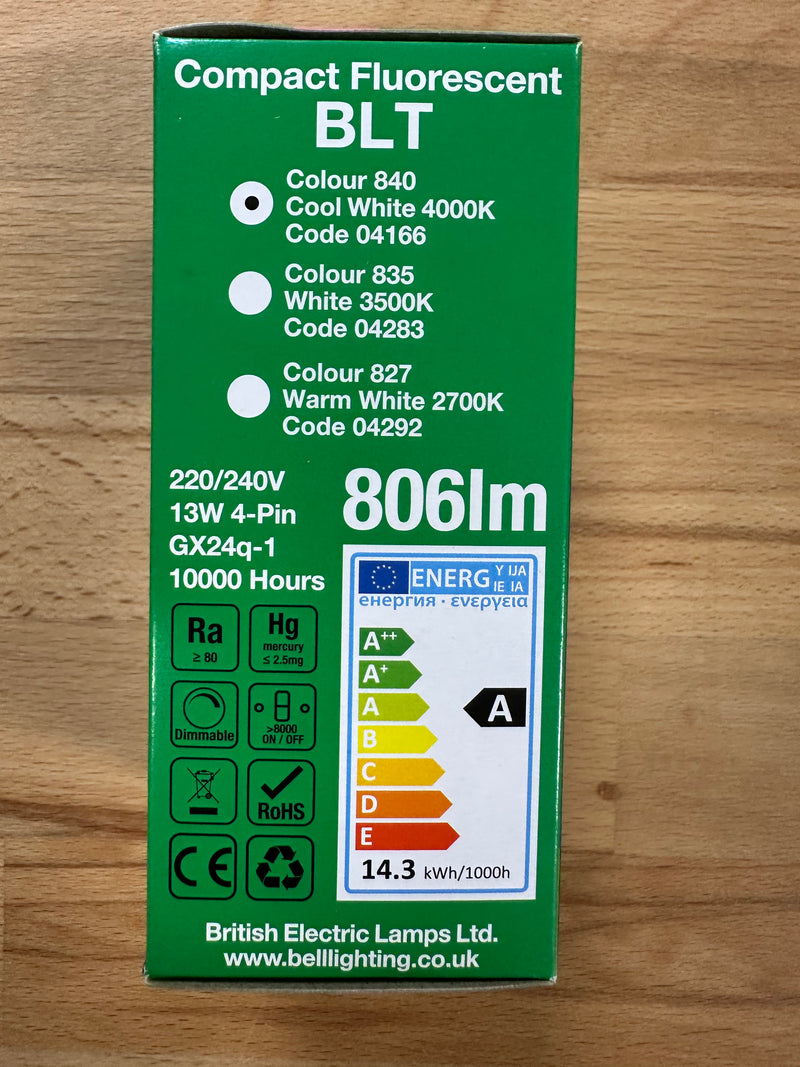 Compact Fluorescent
BLT
Colour 840
Cool White 4000K
Code 04166
Colour 835
White 3500K
Code 04283
Colour 827
Warm White 2700K
Code 04292
220/240V
13W 4-Pin
GX24q-1
10000 Hours
806lm
Ra
≥ 80
Hg
mercury
≤ 2.5mg
Dimmable
>8000
ON / OFF
RoHS
CE
ENERG Y IJA
IE IA
енергия · ενεργεια
A++
A+
A
B
C
D
E
A
14.3 kWh/1000h
British Electric Lamps Ltd.
www.belllighting.co.uk